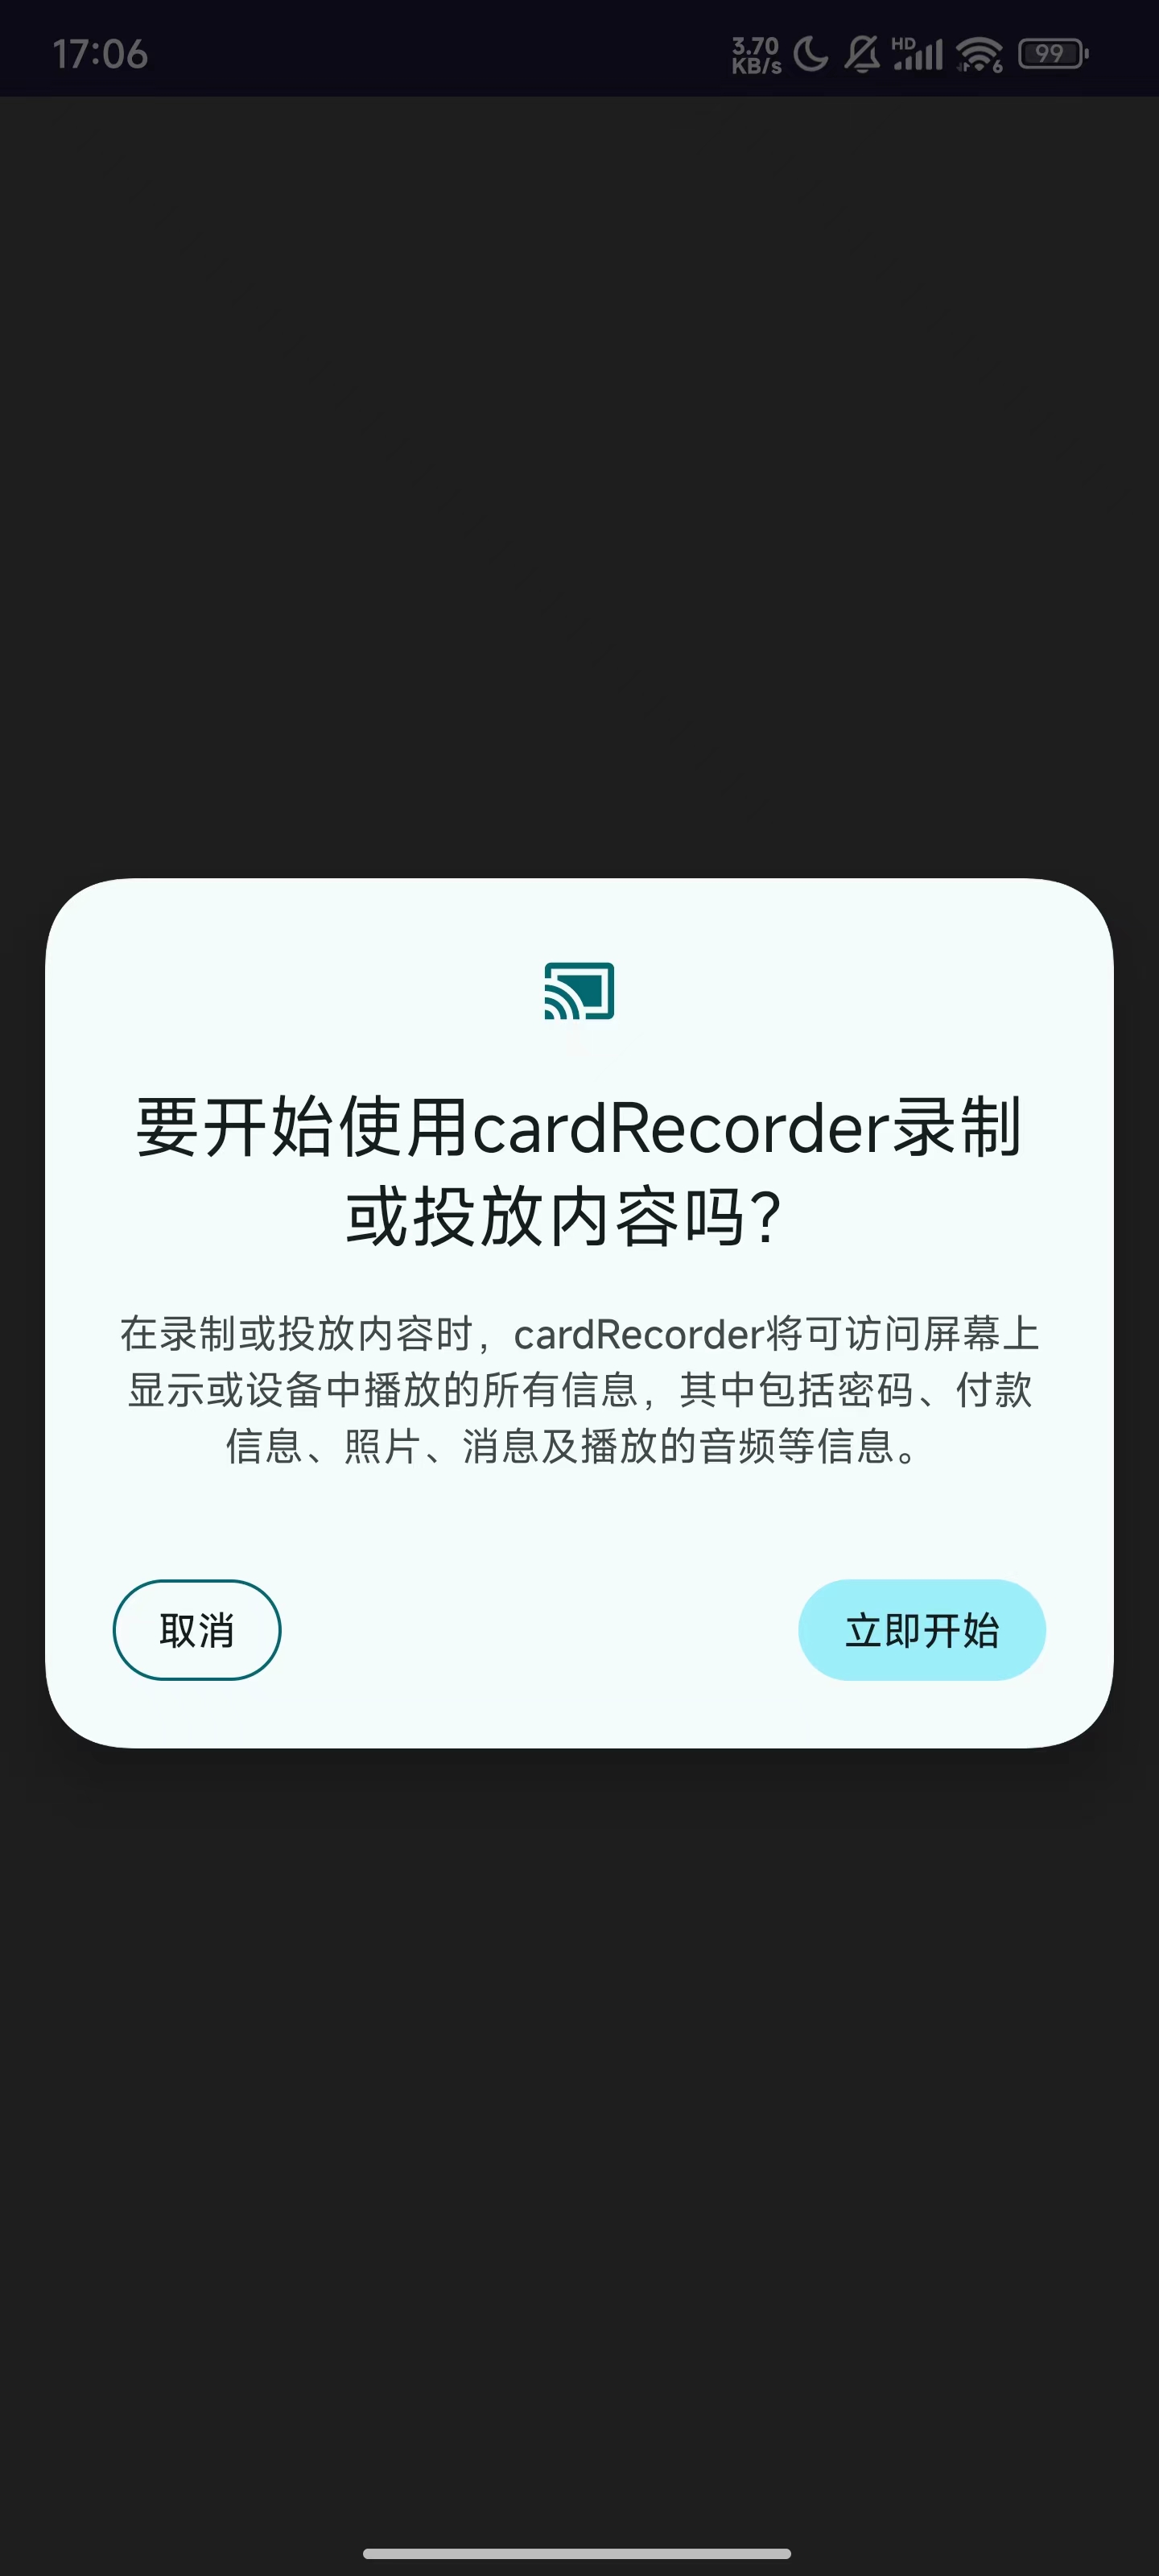 17:06
3.70
KB/s
HD
6
99
要开始使用cardRecorder录制
或投放内容吗？
在录制或投放内容时，cardRecorder将可访问屏幕上
显示或设备中播放的所有信息，其中包括密码、付款
信息、照片、消息及播放的音频等信息。
取消
立即开始